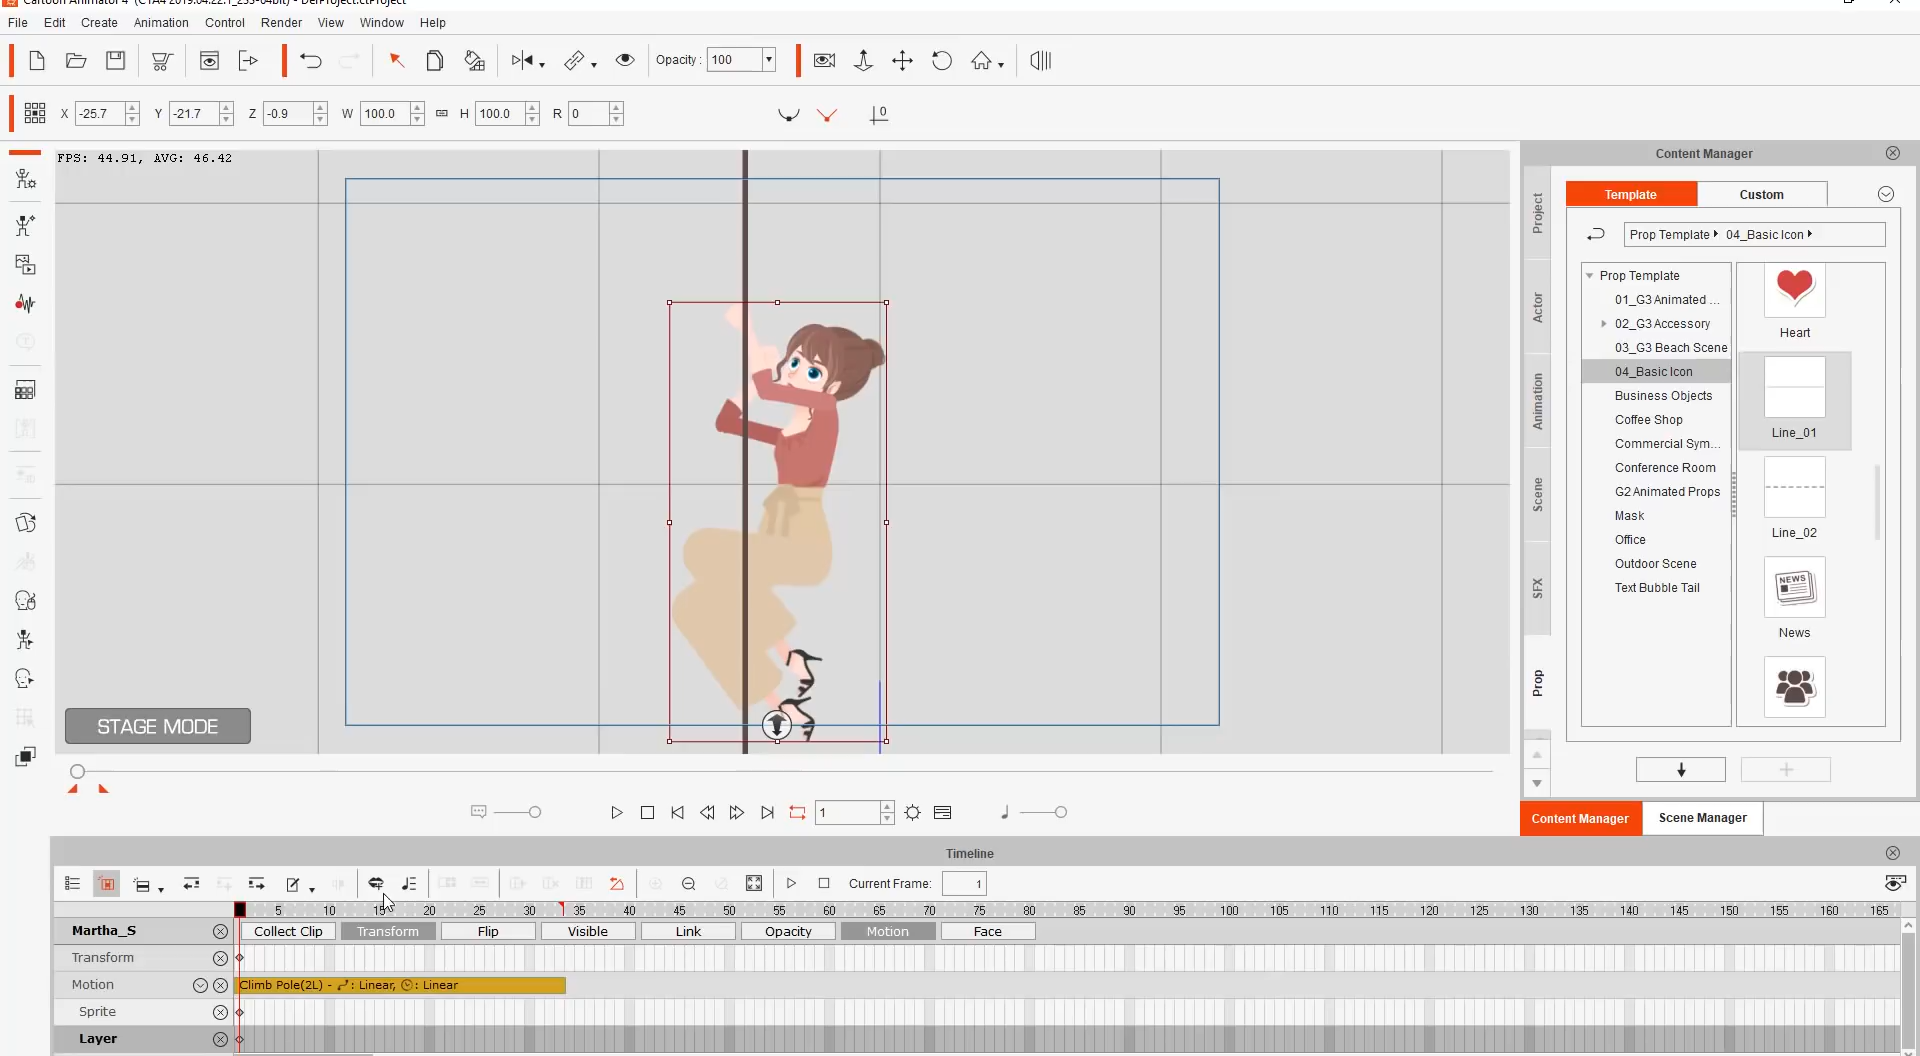 File Edit Create Animation Control Render View Window Help
Opacity : 100
X -25.7 Y -21.7 Z -0.9 W 100.0 H 100.0 R 0
0
FPS: 44.91, AVG: 46.42
STAGE MODE
1
Content Manager
Template Custom
Prop Template 04_Basic Icon
Project
Actor
Animation
Scene
SFX
Prop
Prop Template
01_G3 Animated ...
02_G3 Accessory
03_G3 Beach Scene
04_Basic Icon
Business Objects
Coffee Shop
Commercial Sym...
Conference Room
G2 Animated Props
Mask
Office
Outdoor Scene
Text Bubble Tail
Heart
Line_01
Line_02
NEWS
News
Content Manager Scene Manager
Timeline
Current Frame: 1
5 10 15 20 25 30 35 40 45 50 55 60 65 70 75 80 85 90 95 100 105 110 115 120 125 130 135 140 145 150 155 160 165
Martha_S Collect Clip Transform Flip Visible Link Opacity Motion Face
Transform
Motion Climb Pole(2L) - : Linear, : Linear
Sprite
Layer